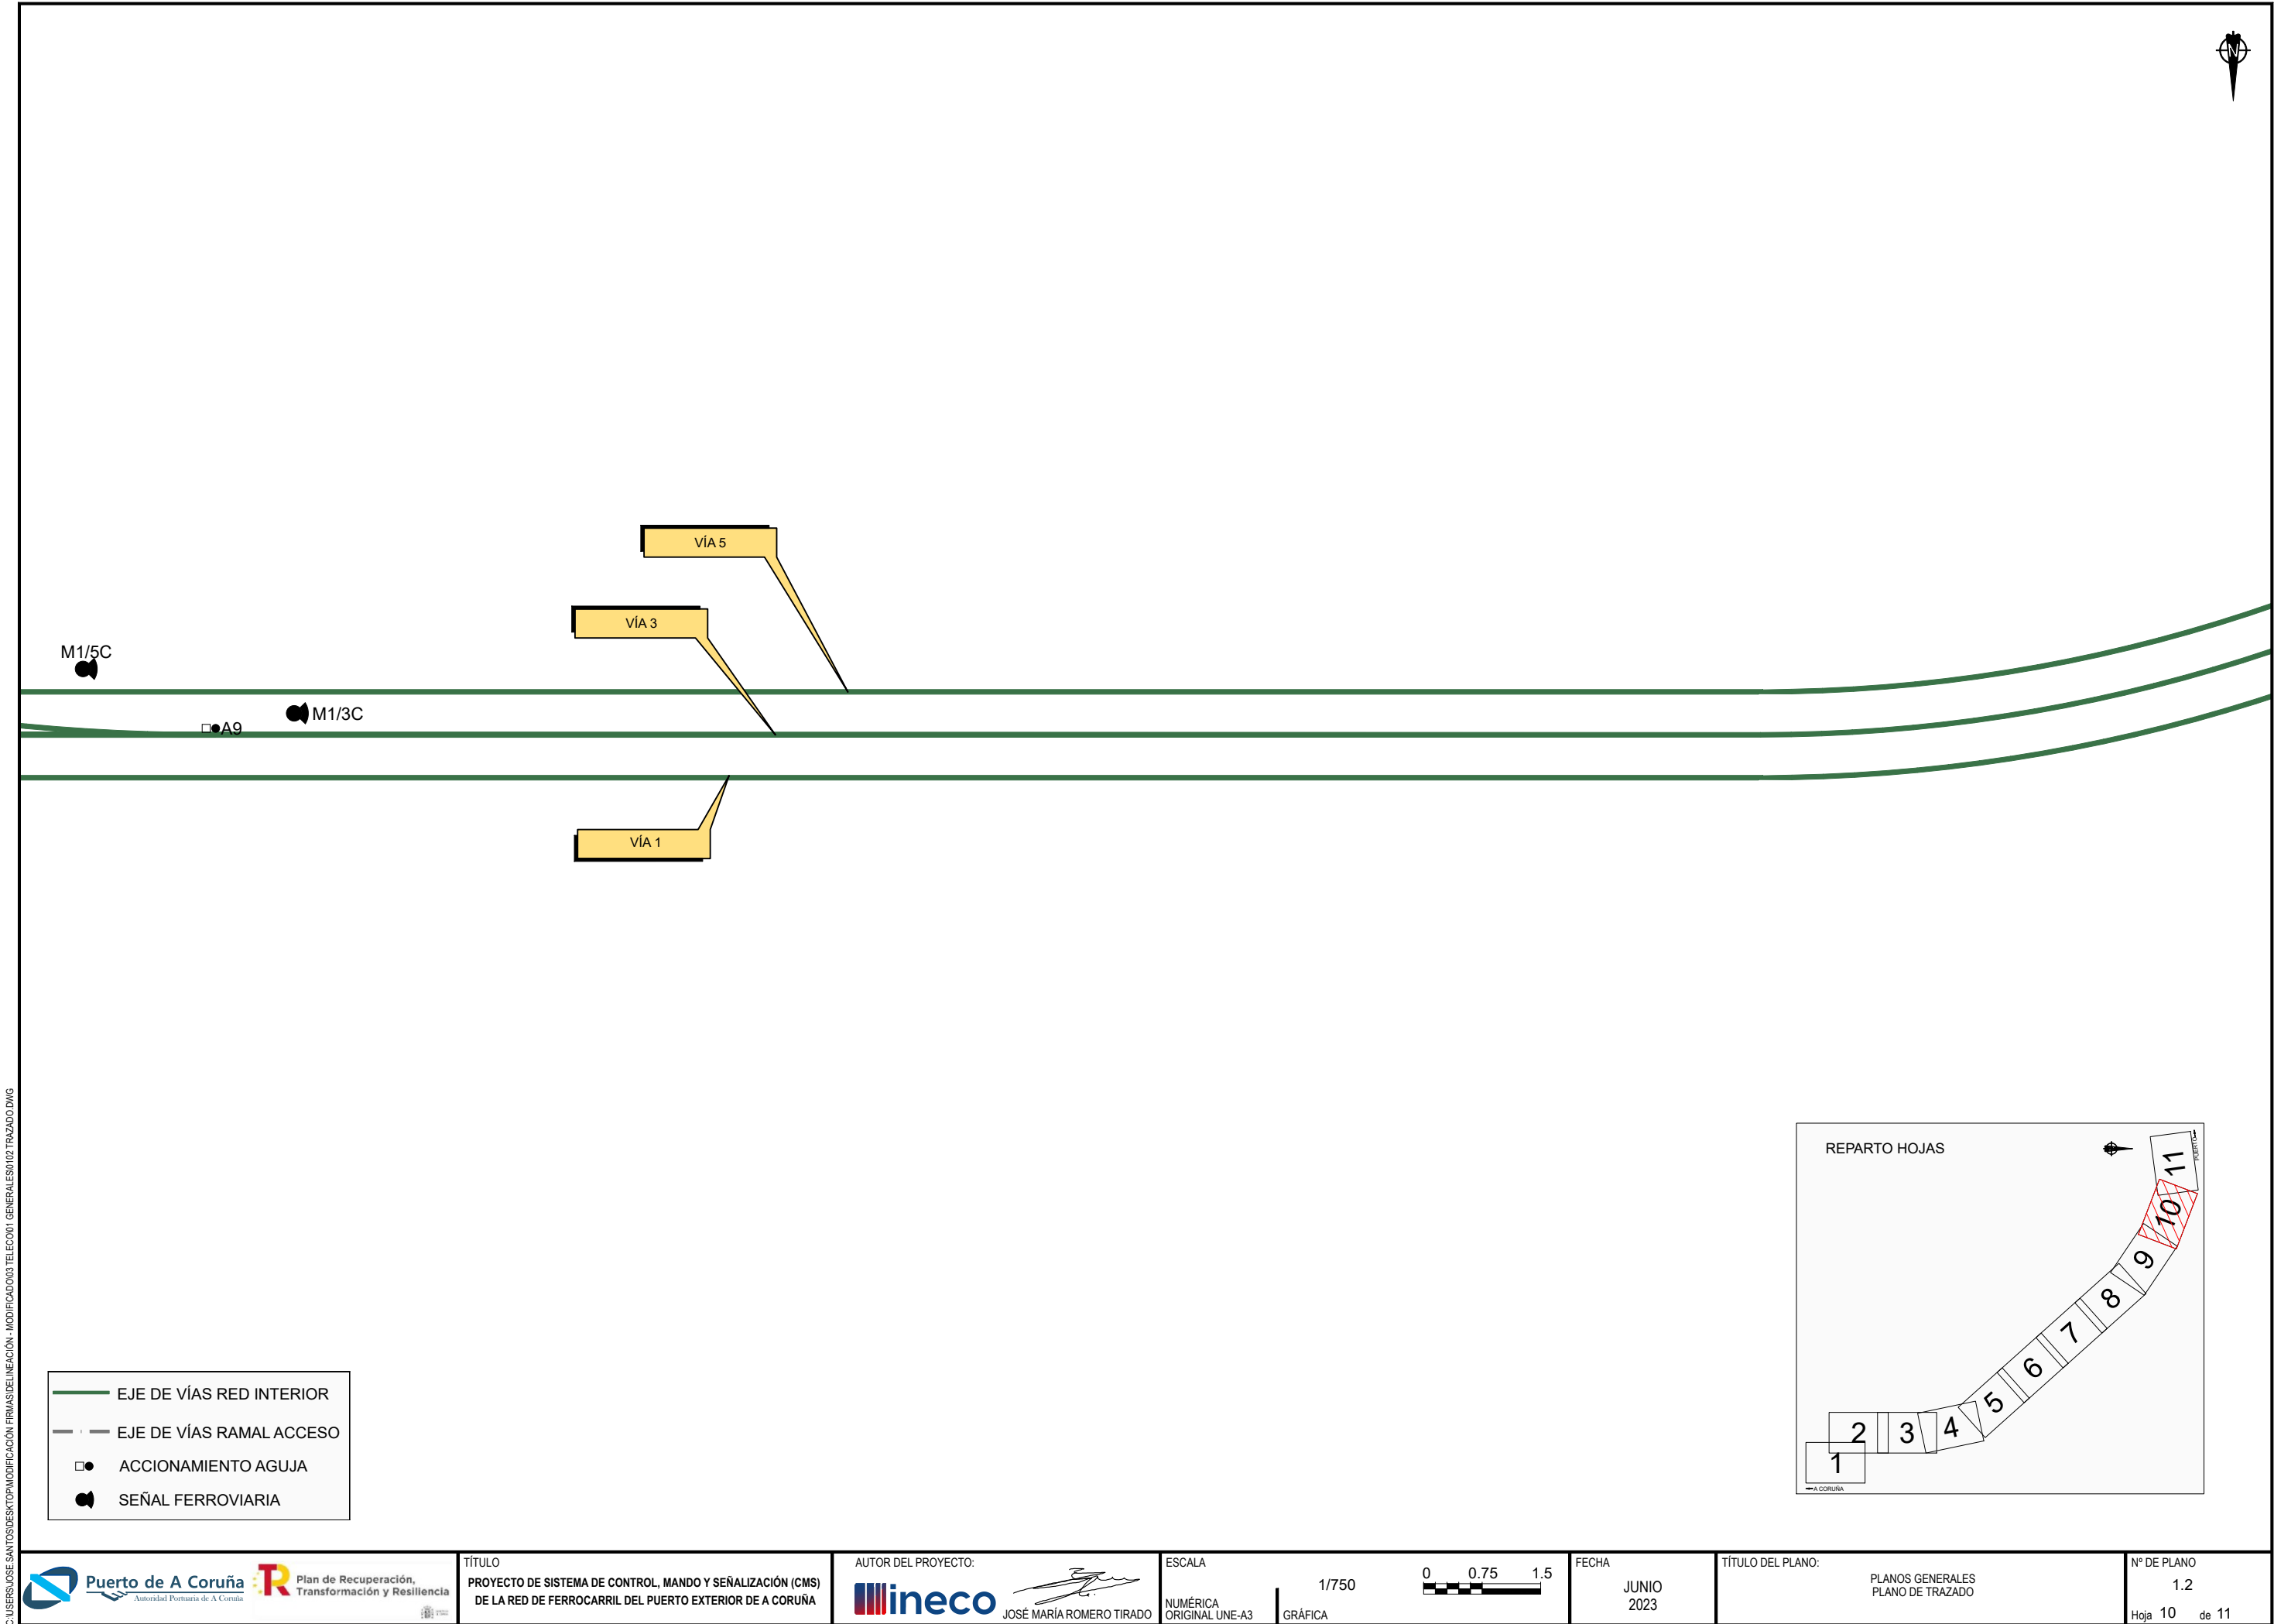 N
VÍA 5
VÍA 3
M1/5C
M1/3C
A9
VÍA 1
REPARTO HOJAS
PUERTO
11
10
9
8
7
6
5
4
3
2
1
A CORUÑA
EJE DE VÍAS RED INTERIOR
EJE DE VÍAS RAMAL ACCESO
ACCIONAMIENTO AGUJA
SEÑAL FERROVIARIA
C:\USERS\JOSE.SANTOS\DESKTOP\MODIFICACIÓN FIRMAS\DELINEACIÓN - MODIFICADO\03 TELECO\01 GENERALES\0102 TRAZADO.DWG
Puerto de A Coruña
Autoridad Portuaria de A Coruña
TR
Plan de Recuperación,
Transformación y Resiliencia
TÍTULO
PROYECTO DE SISTEMA DE CONTROL, MANDO Y SEÑALIZACIÓN (CMS)
DE LA RED DE FERROCARRIL DEL PUERTO EXTERIOR DE A CORUÑA
AUTOR DEL PROYECTO:
ineco
JOSÉ MARÍA ROMERO TIRADO
ESCALA
1/750
NUMÉRICA
ORIGINAL UNE-A3
0 0.75 1.5
GRÁFICA
FECHA
JUNIO
2023
TÍTULO DEL PLANO:
PLANOS GENERALES
PLANO DE TRAZADO
Nº DE PLANO
1.2
Hoja 10 de 11